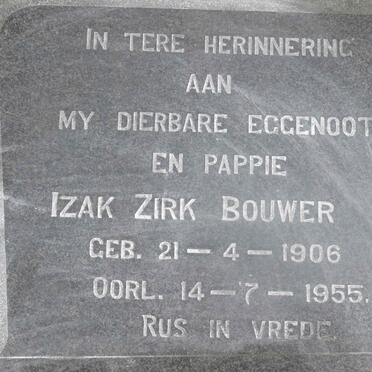 IN TERE HERINNERING
AAN
MY DIERBARE EGGENOOT
EN PAPPIE
IZAK ZIRK BOUWER
GEB. 21 – 4 – 1906
OORL. 14 – 7 – 1955.
RUS IN VREDE